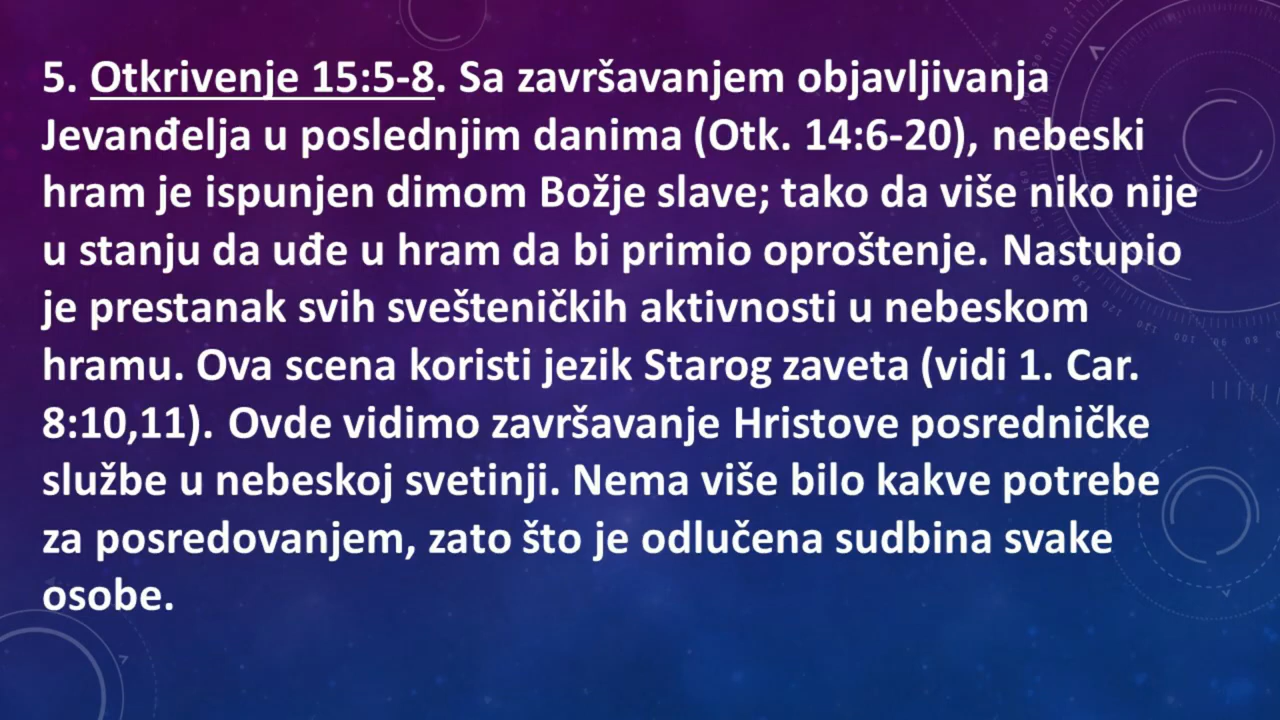 5. Otkrivenje 15:5-8. Sa završavanjem objavljivanja
Jevanđelja u poslednjim danima (Otk. 14:6-20), nebeski
hram je ispunjen dimom Božje slave; tako da više niko nije
u stanju da uđe u hram da bi primio oproštenje. Nastupio
je prestanak svih svešteničkih aktivnosti u nebeskom
hramu. Ova scena koristi jezik Starog zaveta (vidi 1. Car.
8:10,11). Ovde vidimo završavanje Hristove posredničke
službe u nebeskoj svetinji. Nema više bilo kakve potrebe
za posredovanjem, zato što je odlučena sudbina svake
osobe.